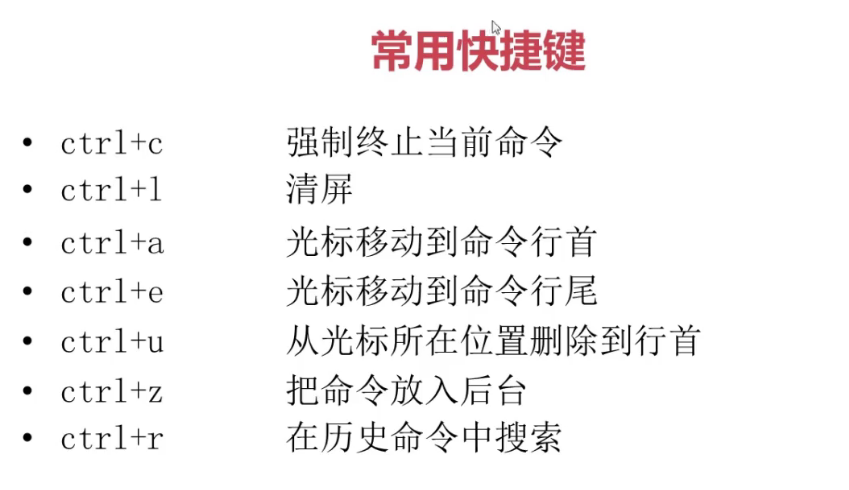 常用快捷键
• ctrl+c 强制终止当前命令
• ctrl+l 清屏
• ctrl+a 光标移动到命令行首
• ctrl+e 光标移动到命令行尾
• ctrl+u 从光标所在位置删除到行首
• ctrl+z 把命令放入后台
• ctrl+r 在历史命令中搜索